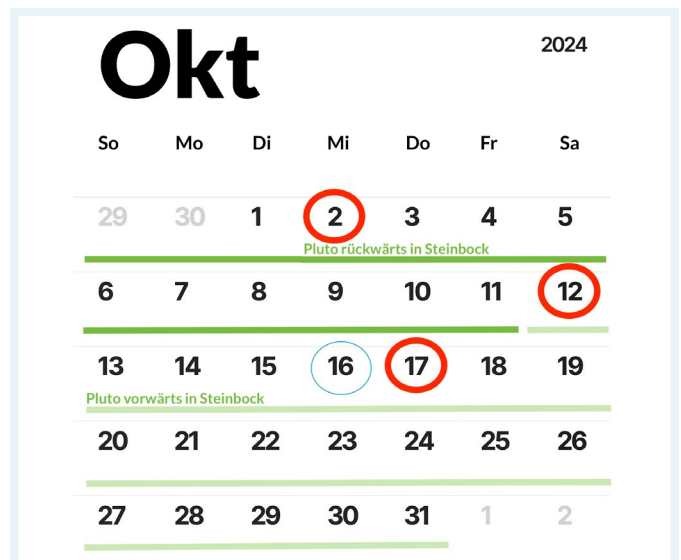 Okt
2024
So Mo Di Mi Do Fr Sa
29 30 1 2 3 4 5
Pluto rückwärts in Steinbock
6 7 8 9 10 11 12
13 14 15 16 17 18 19
Pluto vorwärts in Steinbock
20 21 22 23 24 25 26
27 28 29 30 31 1 2